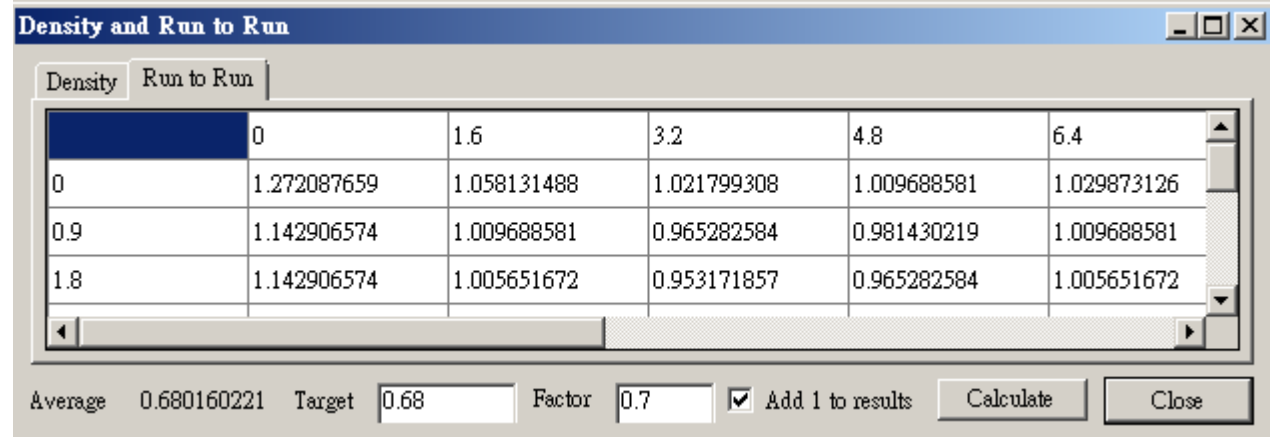 Density and Run to Run
Density Run to Run
0 1.6 3.2 4.8 6.4
0 1.272087659 1.058131488 1.021799308 1.009688581 1.029873126
0.9 1.142906574 1.009688581 0.965282584 0.981430219 1.009688581
1.8 1.142906574 1.005651672 0.953171857 0.965282584 1.005651672
Average 0.680160221 Target 0.68 Factor 0.7 Add 1 to results Calculate Close